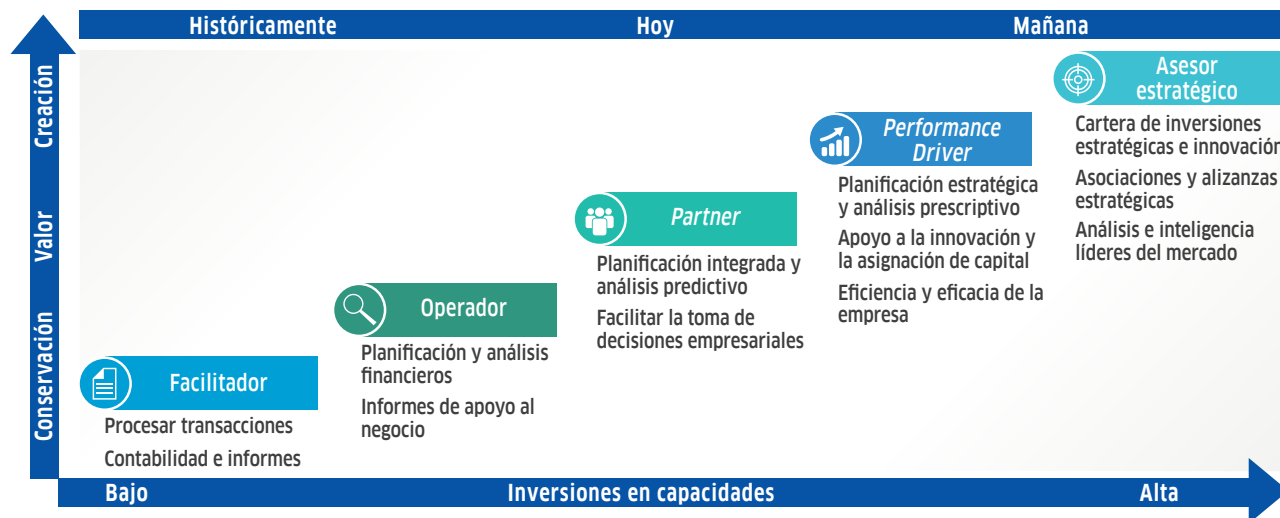 Históricamente
Hoy
Mañana
Creación
Valor
Conservación
Facilitador
Procesar transacciones
Contabilidad e informes
Operador
Planificación y análisis
financieros
Informes de apoyo al
negocio
Partner
Planificación integrada y
análisis predictivo
Facilitar la toma de
decisiones empresariales
Performance
Driver
Planificación estratégica
y análisis prescriptivo
Apoyo a la innovación y
la asignación de capital
Eficiencia y eficacia de la
empresa
Asesor
estratégico
Cartera de inversiones
estratégicas e innovación
Asociaciones y alizanzas
estratégicas
Análisis e inteligencia
líderes del mercado
Bajo
Inversiones en capacidades
Alta